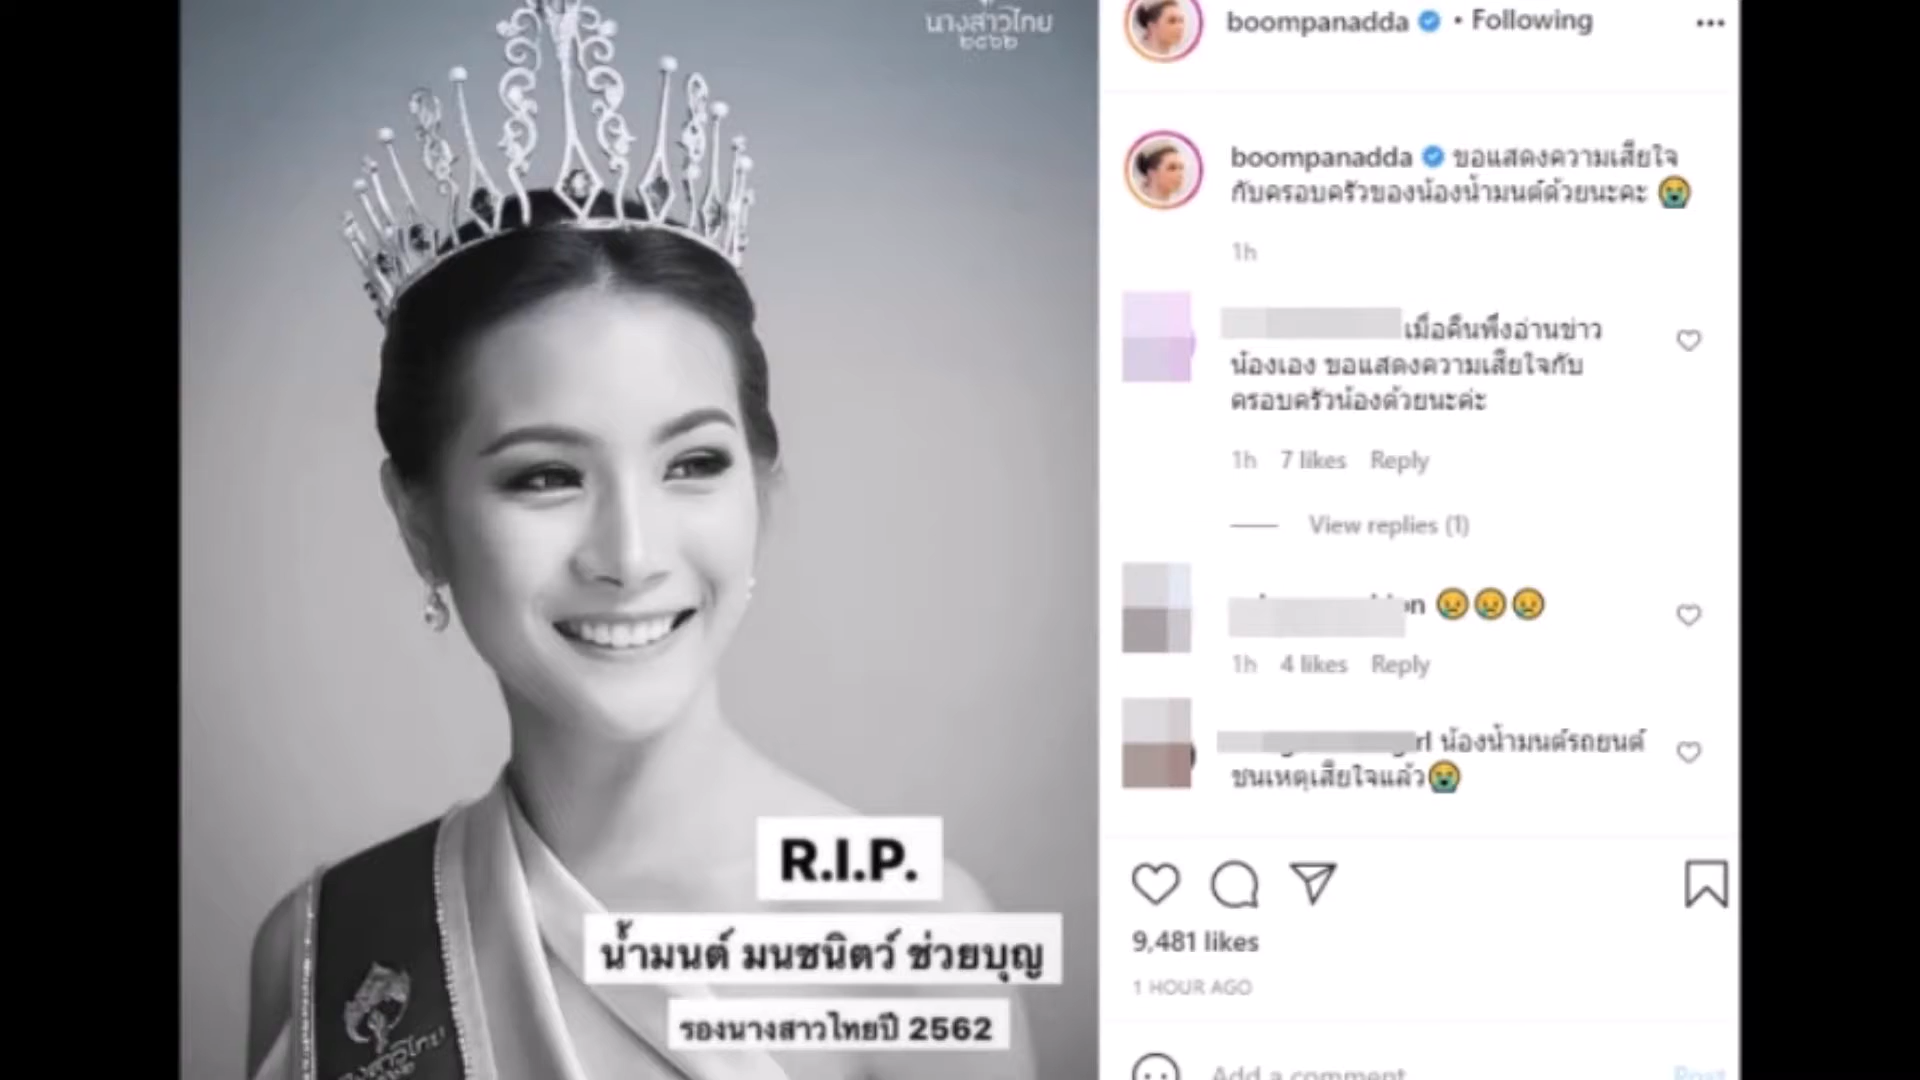 นางสาวไทย
๒๕๖๒
R.I.P.
น้ำมนต์ มนชนิตว์ ช่วยบุญ
รองนางสาวไทยปี 2562
boompanadda • Following
boompanadda ขอแสดงความเสียใจ
กับครอบครัวของน้องน้ำมนต์ด้วยนะคะ 😭
1h
เมื่อคืนพึ่งอ่านข่าว
น้องเอง ขอแสดงความเสียใจกับ
ครอบครัวน้องด้วยนะค่ะ
1h 7 likes Reply
View replies (1)
😢😢😢
1h 4 likes Reply
น้องน้ำมนต์รถยนต์
ชนเหตุเสียใจแล้ว😭
9,481 likes
1 HOUR AGO
Add a comment
Post